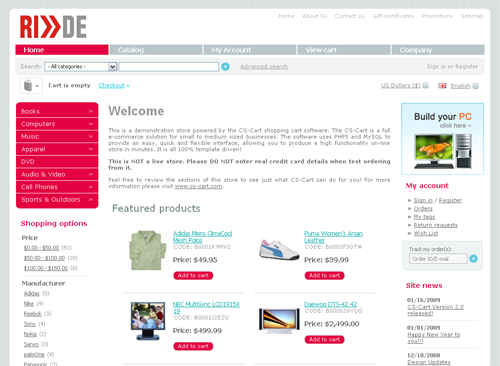 Home About Us Contact Us Gift certificates Promotions Sitemap
RI DE
Home Catalog My Account View cart Company
Search: - All categories - Advanced search Sign in or Register
Cart is empty Checkout » US Dollars ($) English
Books »
Computers »
Music »
Apparel »
DVD »
Audio & Video »
Cell Phones »
Sports & Outdoors »
Shopping options
Price
$0.00 - $50.00 (51)
$50.00 - $100.00 (18)
$100.00 - $150.00 (8)
Manufacturer
Adidas (8)
Nike (4)
Reebok (3)
Sony (4)
Nokia (2)
Sanyo (2)
palmOne (1)
Panasonic
Welcome
This is a demonstration store powered by the CS-Cart shopping cart software. The CS-Cart is a full
e-commerce solution for small to medium sized businesses. The software uses PHP5 and MySQL to
provide an easy, quick and flexible interface, allowing you to produce a high functionality on-line
store in minutes. It is all 100% template driven!
This is NOT a live store. Please DO NOT enter real credit card details when test ordering
from it.
Feel free to review the sections of this store to see just what CS-Cart can do for you! For more
information please visit www.cs-cart.com.
Featured products
Adidas Mens ClimaCool
Mesh Polos
Price: $49.95
Add to cart
Puma Women's Anjan
Leather
CODE: B0002F5OTW
Price: $39.99
Add to cart
NEC MultiSync LCD1915X
19
Price: $499.99
Add to cart
Daewoo DTS-42 42
CODE: B00062VYQG
Price: $2,499.00
Add to cart
Build your PC
click here >
My account
» Sign in / Register
» Orders
» My tags
» Return requests
» Wish List
Track my order(s):
Order ID/E-mail
Site news
01/16/2009
CS-Cart Version 2.0
released!
01/01/2009
Happy New Year to
you!!!
12/10/2008
Design Updates!